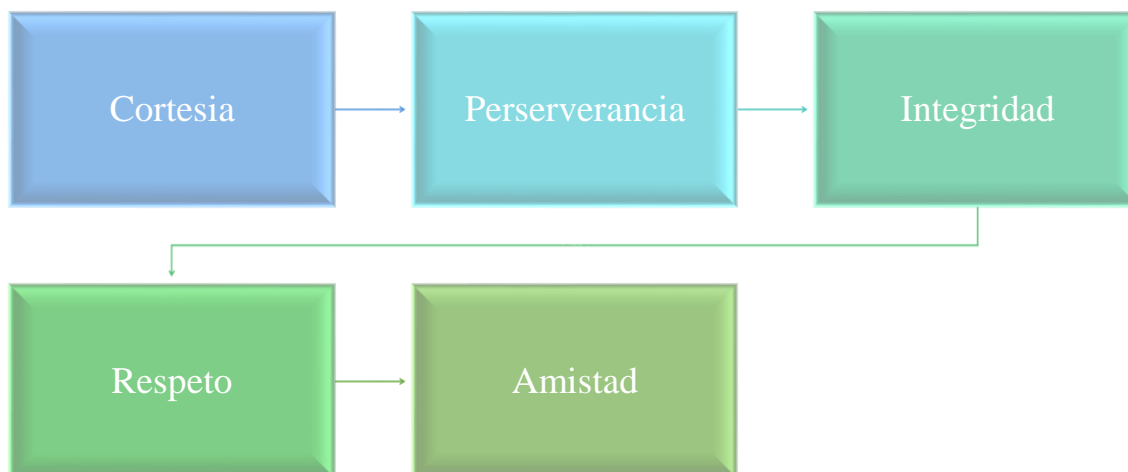 Cortesia
Perserverancia
Integridad
Respeto
Amistad